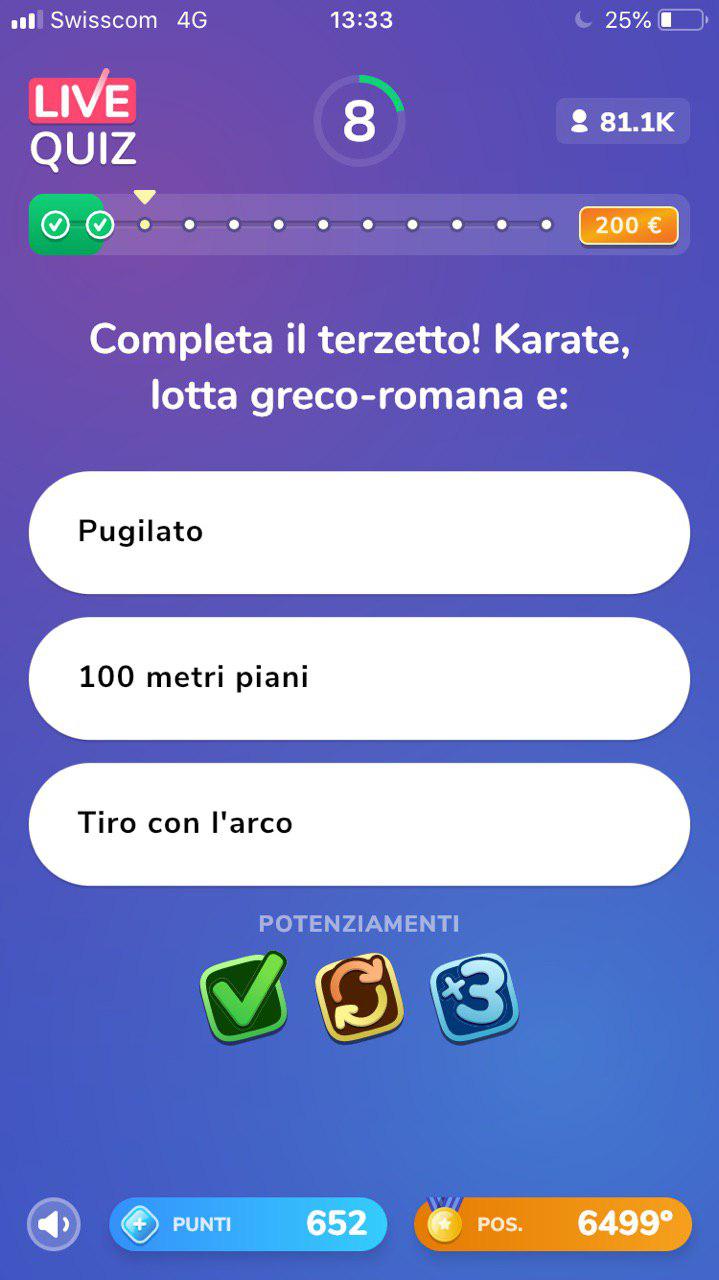 Swisscom 4G 13:33 25%
LIVE
QUIZ
8
81.1K
200 €
Completa il terzetto! Karate,
lotta greco-romana e:
Pugilato
100 metri piani
Tiro con l'arco
POTENZIAMENTI
+3
PUNTI 652
POS. 6499°